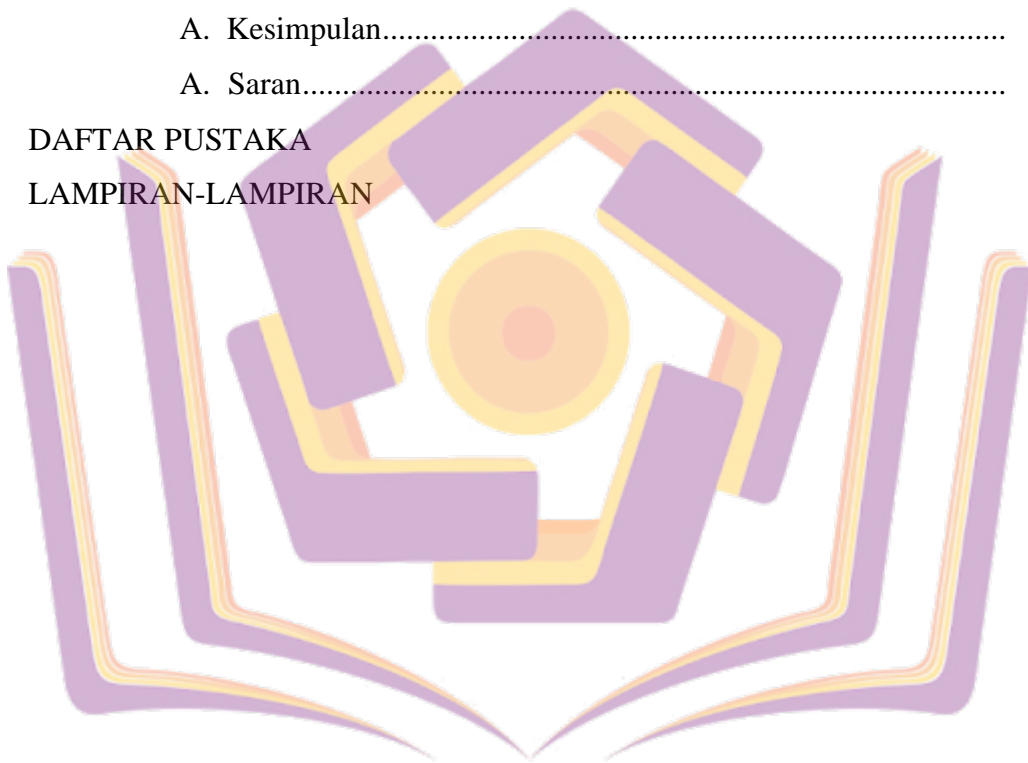 A. Kesimpulan..............................................................................
A. Saran........................................................................................
DAFTAR PUSTAKA
LAMPIRAN-LAMPIRAN